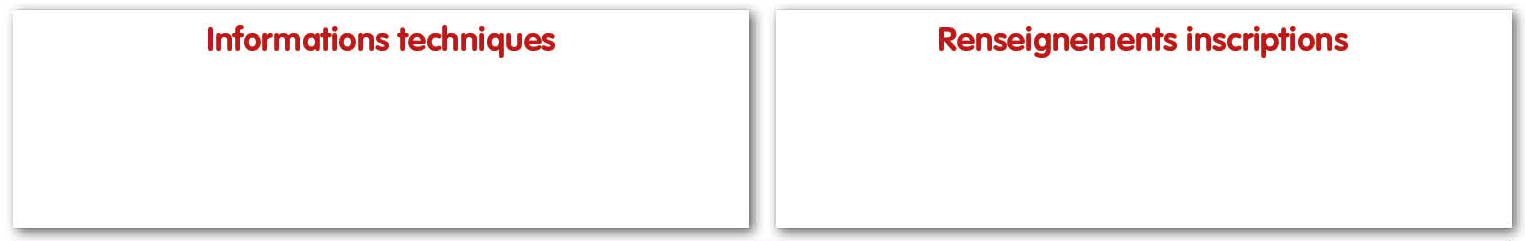 Informations techniques
Renseignements inscriptions